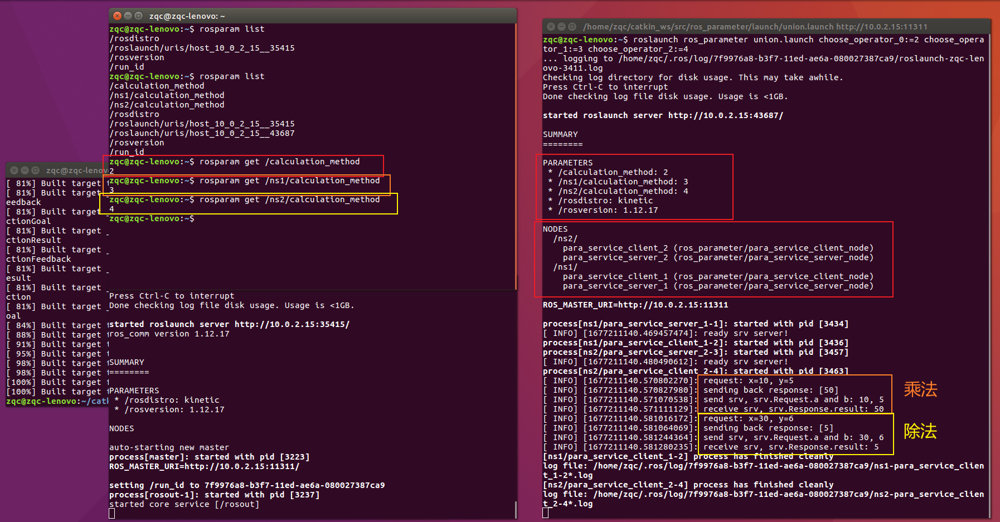 zqc@zqc-lenovo: ~
zqc@zqc-lenovo:~$ rosparam list
/rosdistro
/roslaunch/uris/host_10_0_2_15__35415
/rosversion
/run_id
zqc@zqc-lenovo:~$ rosparam list
/calculation_method
/ns1/calculation_method
/ns2/calculation_method
/rosdistro
/roslaunch/uris/host_10_0_2_15__35415
/roslaunch/uris/host_10_0_2_15__43687
/rosversion
/run_id
zqc@zqc-lenovo:~$ rosparam get /calculation_method
2
zqc@zqc-lenovo:~$ rosparam get /ns1/calculation_method
3
zqc@zqc-lenovo:~$ rosparam get /ns2/calculation_method
4
zqc@zqc-lenovo:~$
zqc@zqc-lenovo
[ 81%] Built target
[ 81%] Built target
eedback
[ 81%] Built target
ctionGoal
[ 81%] Built target _
ctionResult
[ 81%] Built target _
ctionFeedback
[ 81%] Built target _
esult
[ 81%] Built target _
ction
[ 81%] Built target _
oal
[ 84%] Built target
[ 88%] Built target
[ 91%] Built target
[ 95%] Built target
[ 98%] Built target
[ 98%] Built target
[100%] Built target
[100%] Built target
zqc@zqc-lenovo:~/cat
Press Ctrl-C to interrupt
Done checking log file disk usage. Usage is <1GB.
started roslaunch server http://10.0.2.15:35415/
ros_comm version 1.12.17
SUMMARY
========
PARAMETERS
* /rosdistro: kinetic
* /rosversion: 1.12.17
NODES
auto-starting new master
process[master]: started with pid [3223]
ROS_MASTER_URI=http://10.0.2.15:11311/
setting /run_id to 7f9976a8-b3f7-11ed-ae6a-080027387ca9
process[rosout-1]: started with pid [3237]
started core service [/rosout]
/home/zqc/catkin_ws/src/ros_parameter/launch/union.launch http://10.0.2.15:11311
zqc@zqc-lenovo:~$ roslaunch ros_parameter union.launch choose_operator_0:=2 choose_opera
tor_1:=3 choose_operator_2:=4
... logging to /home/zqc/.ros/log/7f9976a8-b3f7-11ed-ae6a-080027387ca9/roslaunch-zqc-len
ovo-3411.log
Checking log directory for disk usage. This may take awhile.
Press Ctrl-C to interrupt
Done checking log file disk usage. Usage is <1GB.
started roslaunch server http://10.0.2.15:43687/
SUMMARY
========
PARAMETERS
* /calculation_method: 2
* /ns1/calculation_method: 3
* /ns2/calculation_method: 4
* /rosdistro: kinetic
* /rosversion: 1.12.17
NODES
/ns2/
para_service_client_2 (ros_parameter/para_service_client_node)
para_service_server_2 (ros_parameter/para_service_server_node)
/ns1/
para_service_client_1 (ros_parameter/para_service_client_node)
para_service_server_1 (ros_parameter/para_service_server_node)
ROS_MASTER_URI=http://10.0.2.15:11311
process[ns1/para_service_server_1-1]: started with pid [3434]
[ INFO] [1677211140.469457474]: ready srv server!
process[ns1/para_service_client_1-2]: started with pid [3436]
process[ns2/para_service_server_2-3]: started with pid [3457]
[ INFO] [1677211140.480490612]: ready srv server!
process[ns2/para_service_client_2-4]: started with pid [3463]
[ INFO] [1677211140.570802270]: request: x=10, y=5
[ INFO] [1677211140.570827980]: sending back response: [50]
[ INFO] [1677211140.571070538]: send srv, srv.Request.a and b: 10, 5
[ INFO] [1677211140.571111129]: receive srv, srv.Response.result: 50
[ INFO] [1677211140.581016172]: request: x=30, y=6
[ INFO] [1677211140.581064069]: sending back response: [5]
[ INFO] [1677211140.581244364]: send srv, srv.Request.a and b: 30, 6
[ INFO] [1677211140.581280235]: receive srv, srv.Response.result: 5
[ns1/para_service_client_1-2] process has finished cleanly
log file: /home/zqc/.ros/log/7f9976a8-b3f7-11ed-ae6a-080027387ca9/ns1-para_service_clien
t_1-2*.log
[ns2/para_service_client_2-4] process has finished cleanly
log file: /home/zqc/.ros/log/7f9976a8-b3f7-11ed-ae6a-080027387ca9/ns2-para_service_clien
t_2-4*.log
乘法
除法